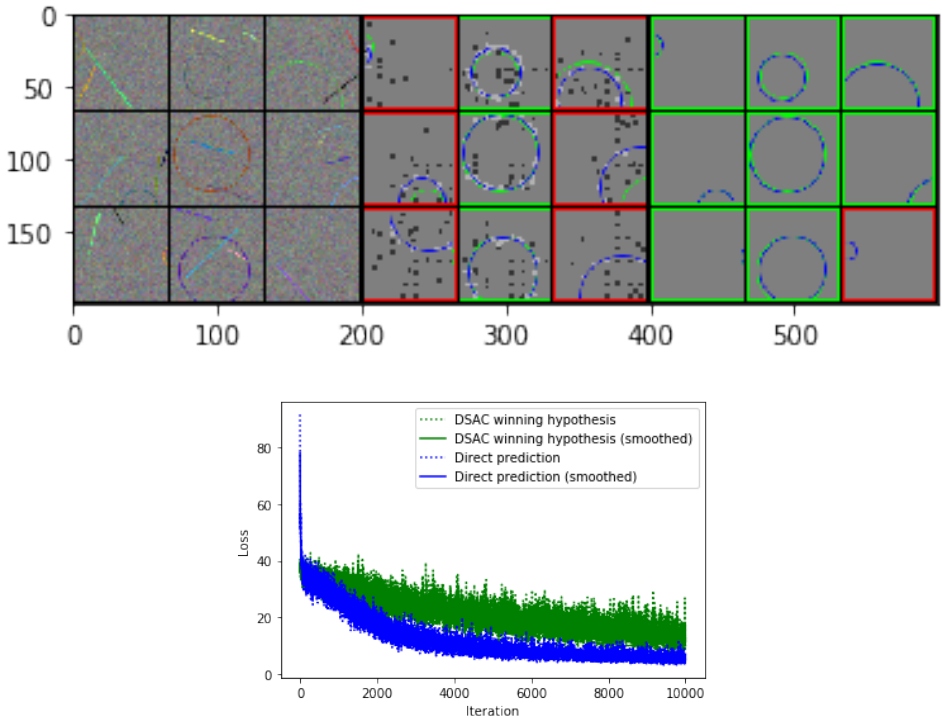 0
50
100
150
0 100 200 300 400 500
DSAC winning hypothesis
DSAC winning hypothesis (smoothed)
Direct prediction
Direct prediction (smoothed)
80
60
Loss
40
20
0
0 2000 4000 6000 8000 10000
Iteration